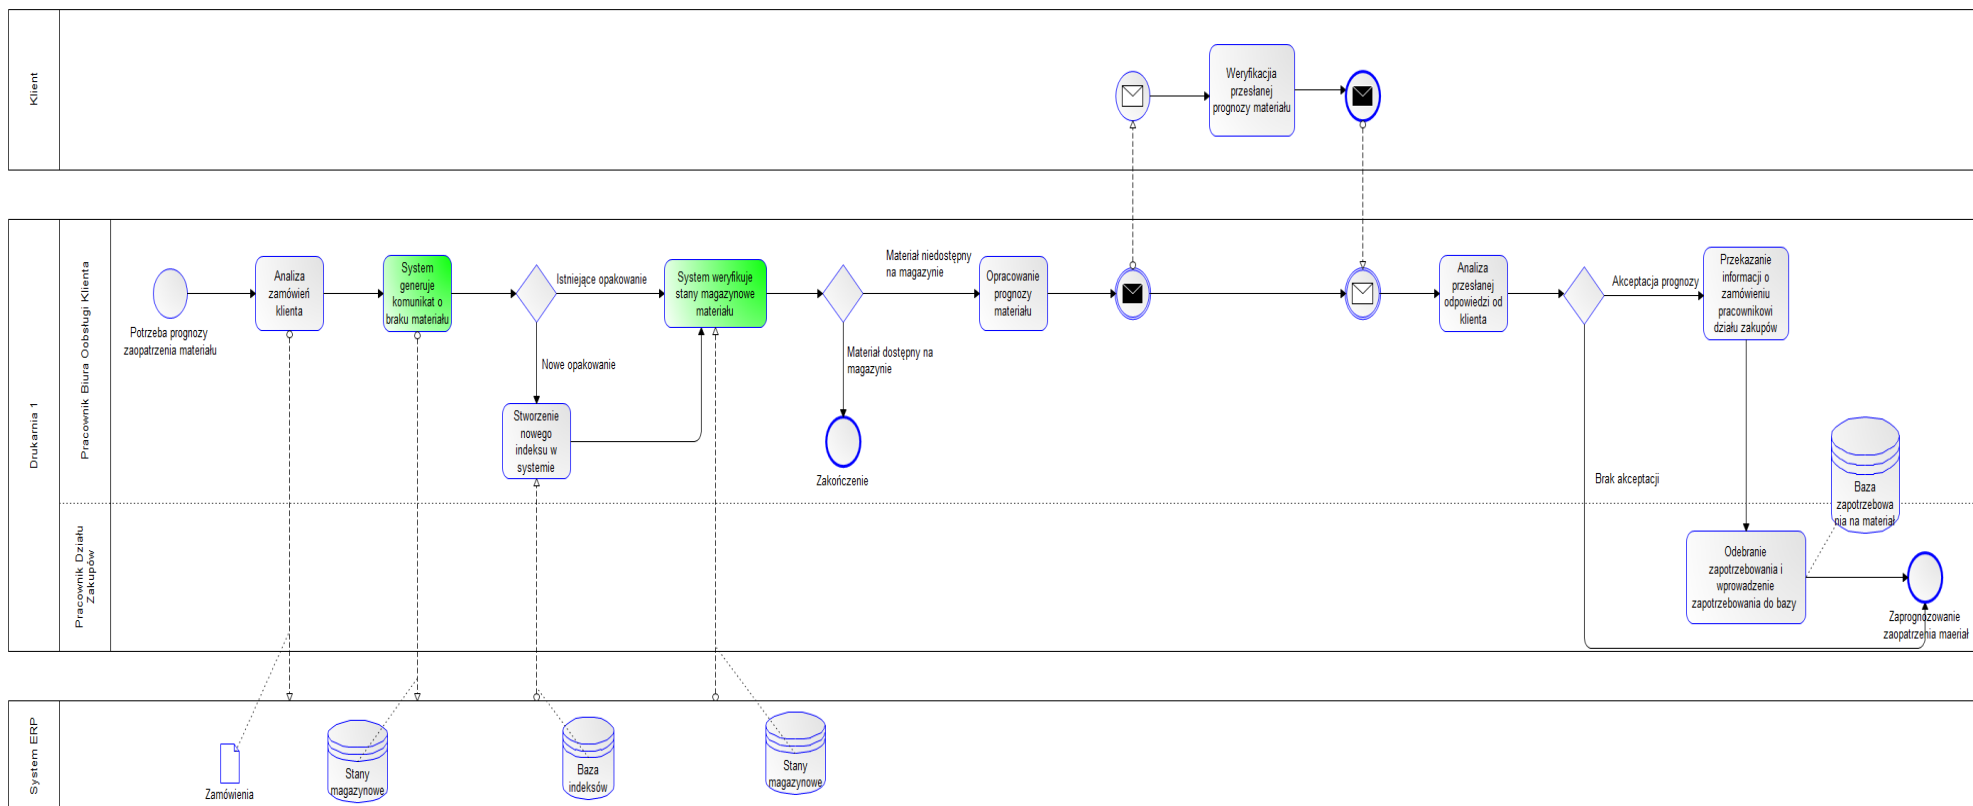 Klient
Weryfikacjia
przesłanej
prognozy materiału
Drukarnia 1
Pracownik Biura Oobsługi Klienta
Potrzeba prognozy
zaopatrzenia materiału
Analiza
zamówień
klienta
System
generuje
komunikat o
braku materiału
Istniejące opakowanie
Nowe opakowanie
Stworzenie
nowego
indeksu w
systemie
System weryfikuje
stany magazynowe
materiału
Materiał niedostępny
na magazynie
Materiał dostępny na
magazynie
Zakończenie
Opracowanie
prognozy
materiału
Analiza
przesłanej
odpowiedzi od
klienta
Akceptacja prognozy
Brak akceptacji
Przekazanie
informacji o
zamówieniu
pracownikowi
działu zakupów
Baza
zapotrzebowa
nia na materiał
Pracownik Działu
Zakupów
Odebranie
zapotrzebowania i
wprowadzenie
zapotrzebowania do bazy
Zaprognozowanie
zaopatrzenia maeriał
System ERP
Zamówienia
Stany
magazynowe
Baza
indeksów
Stany
magazynowe